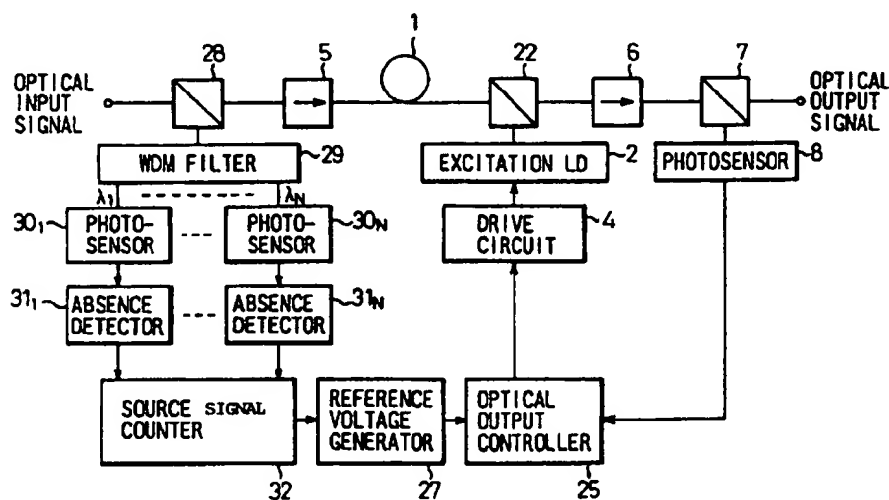 1
28
5
22
6
7
OPTICAL
INPUT
SIGNAL
OPTICAL
OUTPUT
SIGNAL
WDM FILTER
29
EXCITATION LD
2
PHOTOSENSOR
8
λ1
λN
30₁
PHOTO-
SENSOR
PHOTO-
SENSOR
30N
DRIVE
CIRCUIT
4
31₁
ABSENCE
DETECTOR
ABSENCE
DETECTOR
31N
SOURCE SIGNAL
COUNTER
32
REFERENCE
VOLTAGE
GENERATOR
27
OPTICAL
OUTPUT
CONTROLLER
25